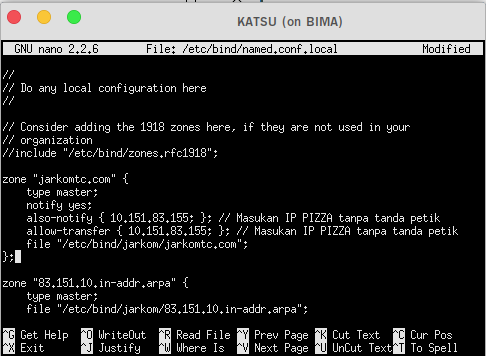 KATSU (on BIMA)
GNU nano 2.2.6 File: /etc/bind/named.conf.local Modified
//
// Do any local configuration here
//
// Consider adding the 1918 zones here, if they are not used in your
// organization
//include "/etc/bind/zones.rfc1918";
zone "jarkomtc.com" {
type master;
notify yes;
also-notify { 10.151.83.155; }; // Masukan IP PIZZA tanpa tanda petik
allow-transfer { 10.151.83.155; }; // Masukan IP PIZZA tanpa tanda petik
file "/etc/bind/jarkom/jarkomtc.com";
};
zone "83.151.10.in-addr.arpa" {
type master;
file "/etc/bind/jarkom/83.151.10.in-addr.arpa";
^G Get Help ^O WriteOut ^R Read File ^Y Prev Page ^K Cut Text ^C Cur Pos
^X Exit ^J Justify ^W Where Is ^V Next Page ^U UnCut Text ^T To Spell